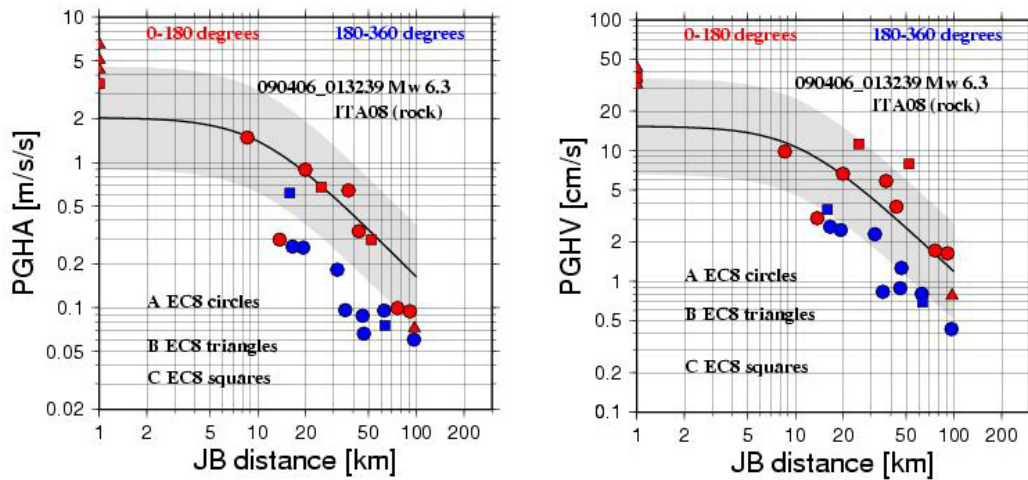 0-180 degrees 180-360 degrees
090406_013239 Mw 6.3
ITA08 (rock)
A EC8 circles
B EC8 triangles
C EC8 squares
PGHA [m/s/s]
10
5
2
1
0.5
0.2
0.1
0.05
0.02
1 2 5 10 20 50 100 200
JB distance [km]
0-180 degrees 180-360 degrees
090406_013239 Mw 6.3
ITA08 (rock)
A EC8 circles
B EC8 triangles
C EC8 squares
PGHV [cm/s]
100
50
20
10
5
2
1
0.5
0.2
0.1
1 2 5 10 20 50 100 200
JB distance [km]